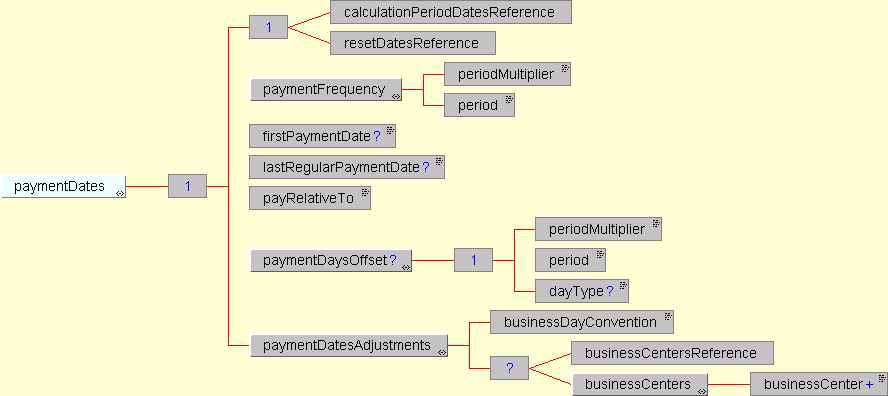 calculationPeriodDatesReference
1
resetDatesReference
paymentFrequency
periodMultiplier
period
firstPaymentDate?
lastRegularPaymentDate?
paymentDates
1
payRelativeTo
periodMultiplier
paymentDaysOffset?
1
period
dayType?
businessDayConvention
paymentDatesAdjustments
businessCentersReference
?
businessCenters
businessCenter+